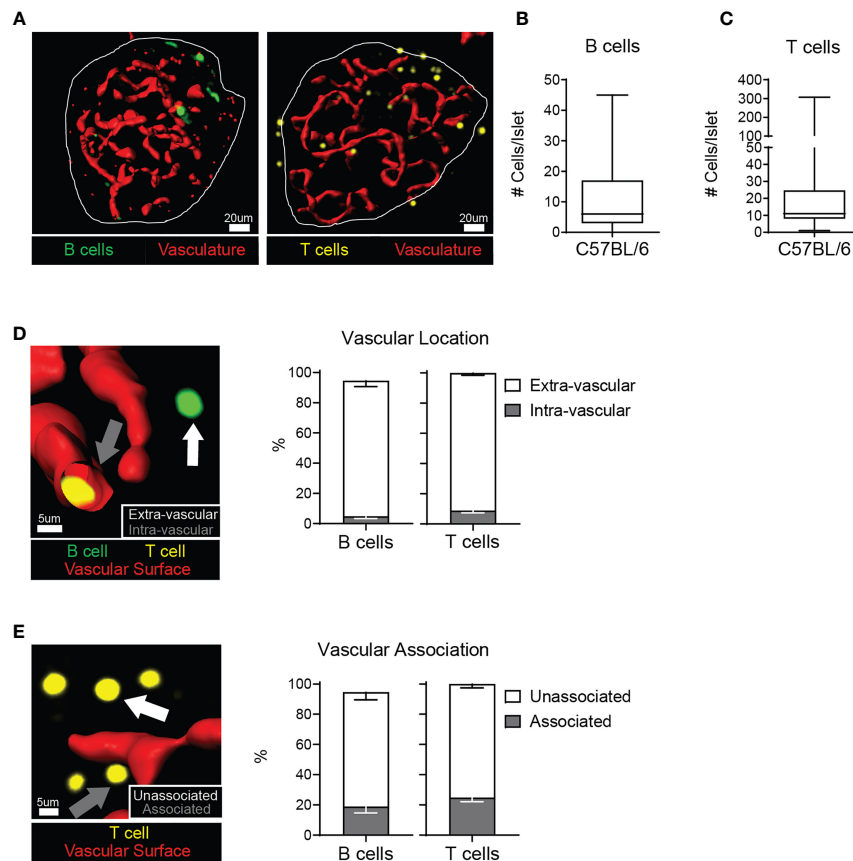 A
20um
20um
B cells Vasculature
T cells Vasculature
B
B cells
# Cells/Islet
50
40
30
20
10
0
C57BL/6
C
T cells
# Cells/Islet
400
300
200
100
50
40
30
20
10
0
C57BL/6
D
5um
Extra-vascular
Intra-vascular
B cell T cell
Vascular Surface
Vascular Location
%
100
80
60
40
20
0
B cells
T cells
Extra-vascular
Intra-vascular
E
5um
Unassociated
Associated
T cell
Vascular Surface
Vascular Association
%
100
80
60
40
20
0
B cells
T cells
Unassociated
Associated